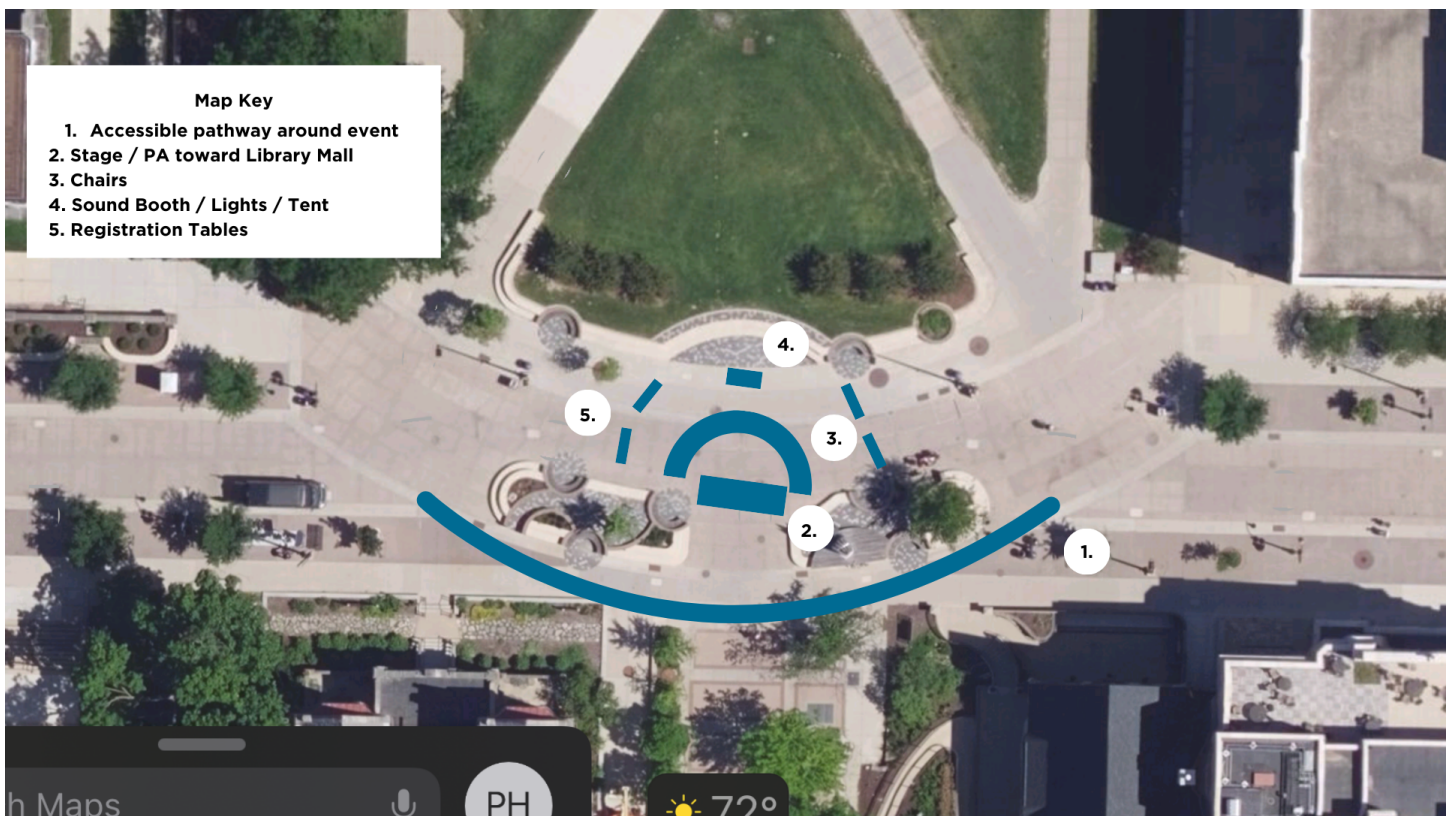 Map Key
1. Accessible pathway around event
2. Stage / PA toward Library Mall
3. Chairs
4. Sound Booth / Lights / Tent
5. Registration Tables
4.
5.
3.
2.
1.
h Maps
PH
72°